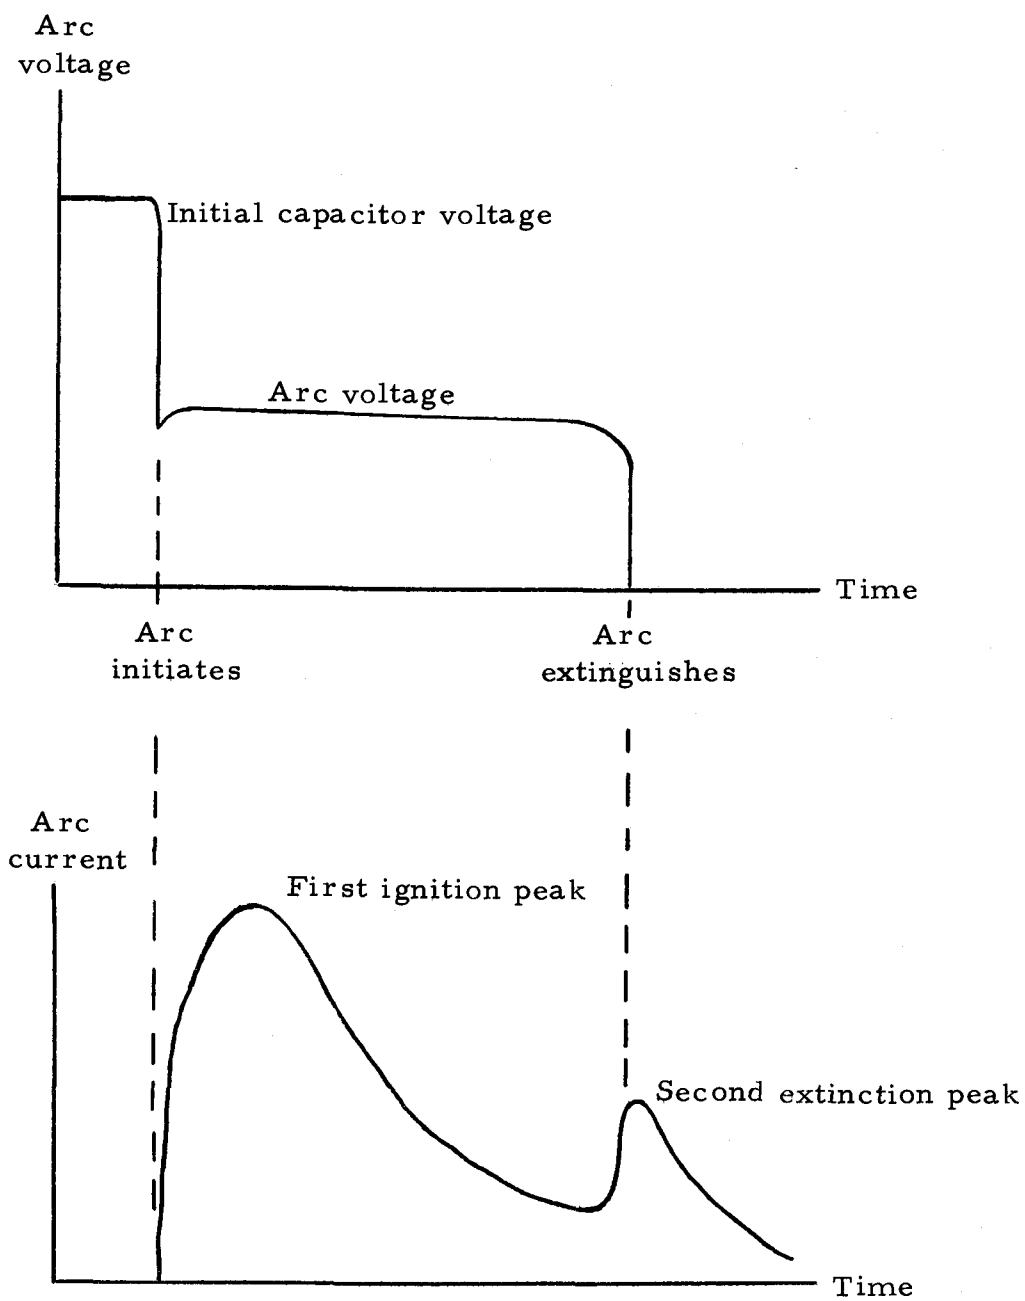 Arc
voltage
Initial capacitor voltage
Arc voltage
Time
Arc
initiates
Arc
extinguishes
Arc
current
First ignition peak
Second extinction peak
Time